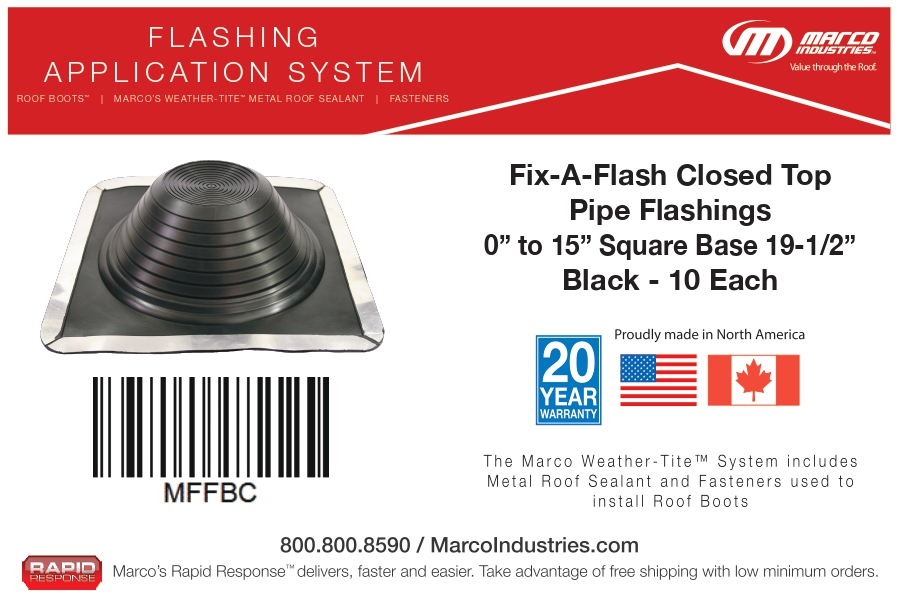 FLASHING
APPLICATION SYSTEM
ROOF BOOTS™ | MARCO'S WEATHER-TITE™ METAL ROOF SEALANT | FASTENERS
MARCO
INDUSTRIES™
Value through the Roof.
Fix-A-Flash Closed Top
Pipe Flashings
0” to 15” Square Base 19-1/2”
Black - 10 Each
Proudly made in North America
20
YEAR
WARRANTY
MFFBC
The Marco Weather-Tite™ System includes
Metal Roof Sealant and Fasteners used to
install Roof Boots
800.800.8590 / MarcoIndustries.com
RAPID
RESPONSE
Marco’s Rapid Response™ delivers, faster and easier. Take advantage of free shipping with low minimum orders.